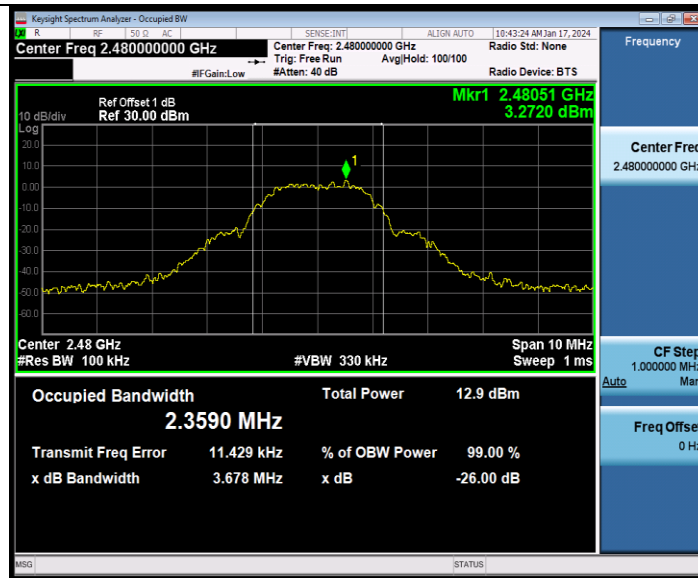 Keysight Spectrum Analyzer - Occupied BW
R RF 50 Ω AC SENSE:INT ALIGN AUTO 10:43:24 AM Jan 17, 2024
Center Freq 2.480000000 GHz Center Freq: 2.480000000 GHz Radio Std: None
Trig: Free Run Avg|Hold: 100/100
#IFGain:Low #Atten: 40 dB Radio Device: BTS
Frequency
Ref Offset 1 dB Mkr1 2.48051 GHz
10 dB/div Ref 30.00 dBm 3.2720 dBm
Log
20.0
10.0
0.00
-10.0
-20.0
-30.0
-40.0
-50.0
-60.0
1
Center 2.48 GHz Span 10 MHz
#Res BW 100 kHz #VBW 330 kHz Sweep 1 ms
Occupied Bandwidth Total Power 12.9 dBm
2.3590 MHz
Transmit Freq Error 11.429 kHz % of OBW Power 99.00 %
x dB Bandwidth 3.678 MHz x dB -26.00 dB
Center Freq
2.480000000 GHz
CF Step
1.000000 MHz
Auto Man
Freq Offset
0 Hz
MSG STATUS